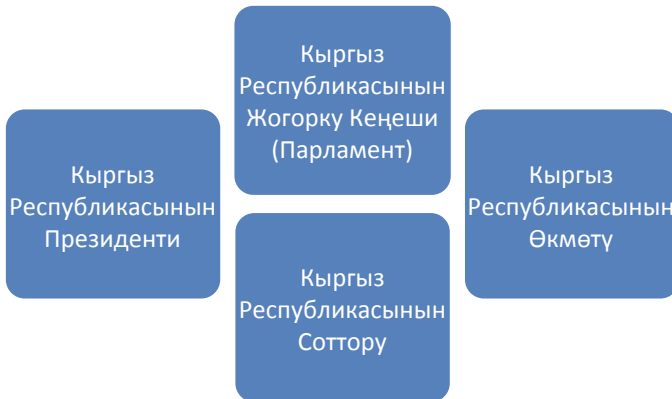 Кыргыз
Республикасынын
Жогорку Кеңеши
(Парламент)
Кыргыз
Республикасынын
Президенти
Кыргыз
Республикасынын
Өкмөтү
Кыргыз
Республикасынын
Соттору